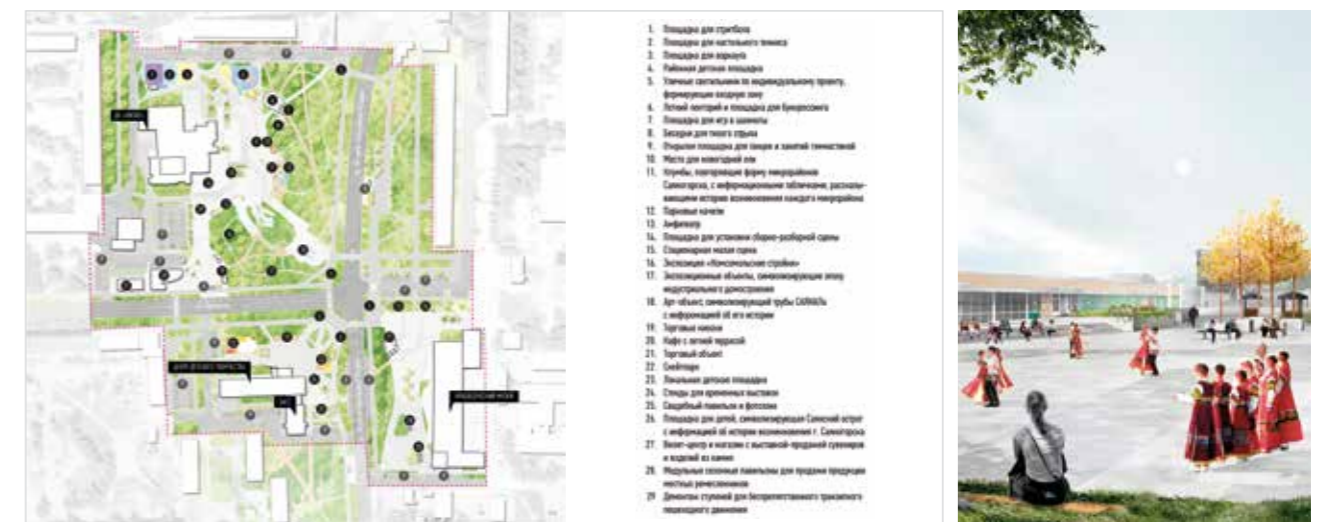 1. Площадка для стритбола
2. Площадка для настольного тенниса
3. Площадка для воркаута
4. Районная детская площадка
5. Уличные светильники по индивидуальному проекту,
формирующие входную зону
6. Летний лекторий и площадка для буккроссинга
7. Площадка для игр в шахматы
8. Беседки для тихого отдыха
9. Открытая площадка для танцев и занятий гимнастикой
10. Место для новогодней ели
11. Клумбы, повторяющие форму микрорайонов
Саяногорска, с информационными табличками, рассказы-
вающими историю возникновения каждого микрорайона
12. Парковые качели
13. Амфитеатр
14. Площадка для установки сборно-разборной сцены
15. Стационарная малая сцена
16. Экспозиция «Комсомольские стройки»
17. Экспозиционные объекты, символизирующие эпоху
индустриального домостроения
18. Арт-объект, символизирующий трубы САЯНАЛа
с информацией об его истории
19. Торговые киоски
20. Кафе с летней террасой
21. Торговый объект
22. Скейтпарк
23. Локальная детская площадка
24. Стенды для временных выставок
25. Свадебный павильон и фотозона
26. Площадка для детей, символизирующая Саянский острог
с информацией об истории возникновения г. Саяногорска
27. Визит-центр и магазин с выставкой-продажей сувениров
и изделий из камня
28. Модульные сезонные павильоны для продажи продукции
местных ремесленников
29 Демонтаж ступеней для беспрепятственного транзитного
пешеходного движения